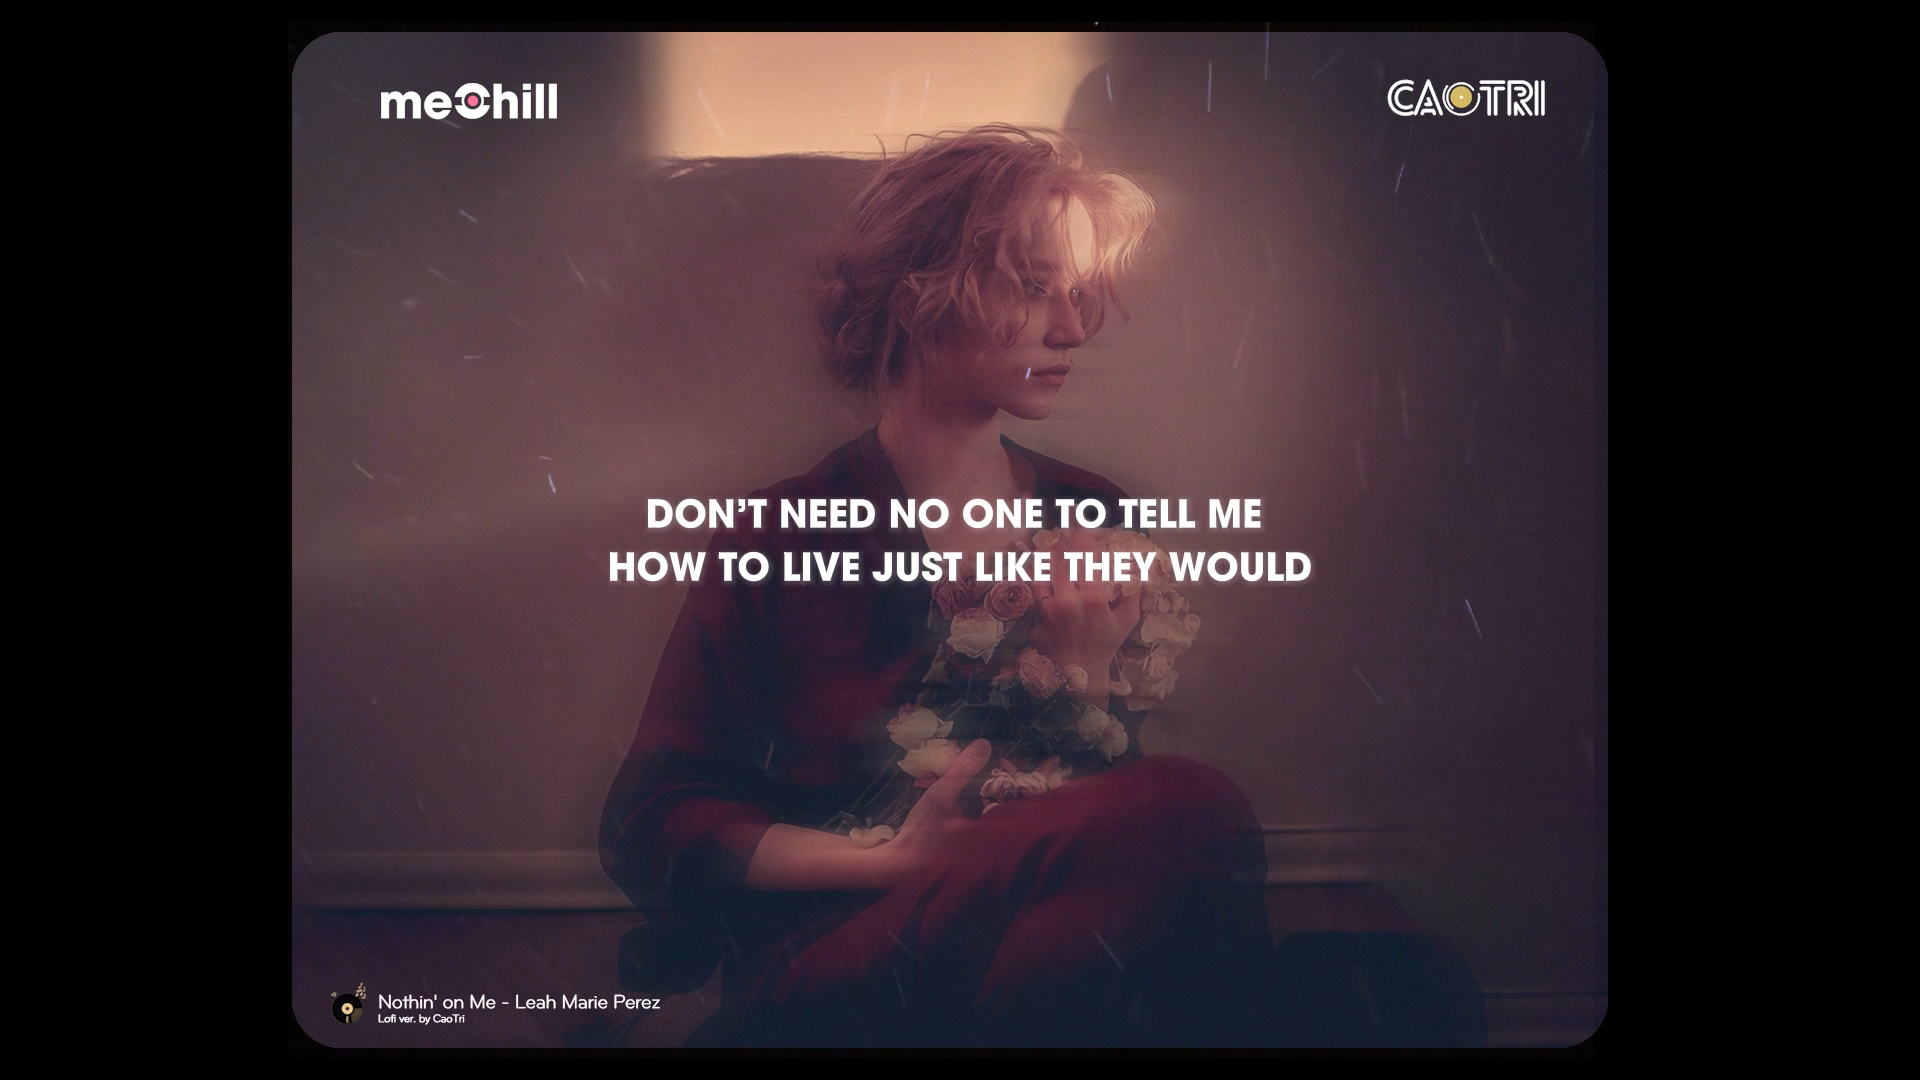 meChill
CAOTRI
DON'T NEED NO ONE TO TELL ME
HOW TO LIVE JUST LIKE THEY WOULD
Nothin' on Me - Leah Marie Perez
Lofi ver. by CaoTri